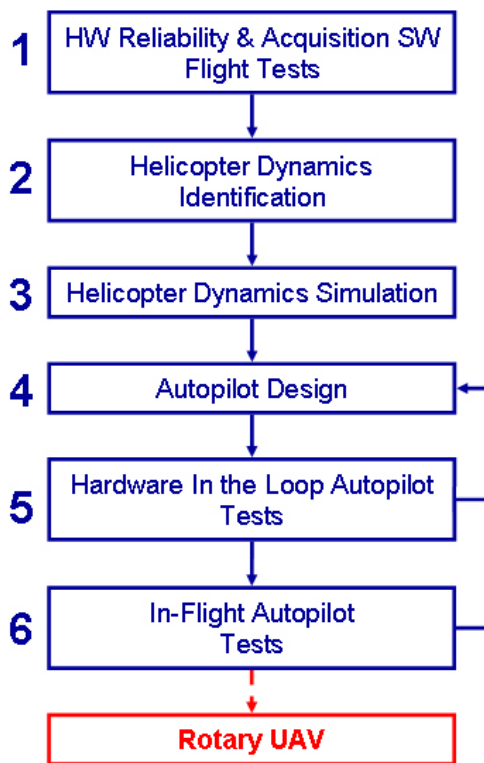 1
HW Reliability & Acquisition SW
Flight Tests
2
Helicopter Dynamics
Identification
3
Helicopter Dynamics Simulation
4
Autopilot Design
5
Hardware In the Loop Autopilot
Tests
6
In-Flight Autopilot
Tests
Rotary UAV